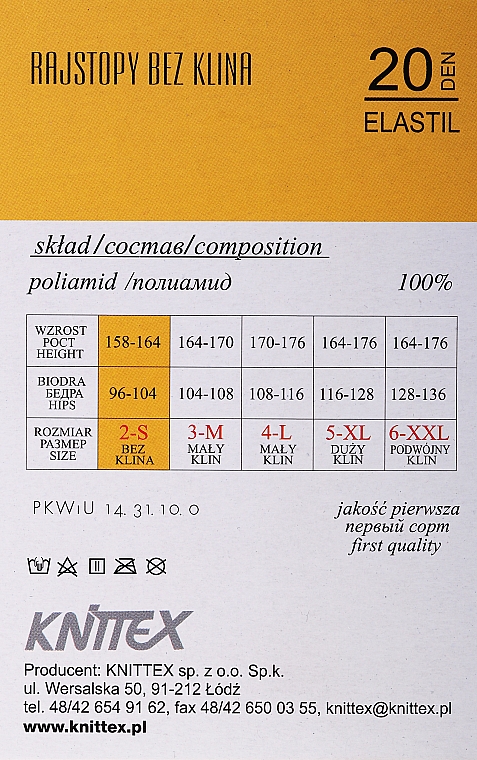 RAJSTOPY BEZ KLINA
20 DEN
ELASTIL
skład/состав/composition
poliamid /полиамид 100%
WZROST
РОСТ
HEIGHT
158-164 164-170 170-176 164-176 164-176
BIODRA
БЕДРА
HIPS
96-104 104-108 108-116 116-128 128-136
ROZMIAR
РАЗМЕР
SIZE
2-S
BEZ
KLINA
3-M
MAŁY
KLIN
4-L
MAŁY
KLIN
5-XL
DUŻY
KLIN
6-XXL
PODWÓJNY
KLIN
PKWiU 14. 31. 10. 0
jakość pierwsza
первый сорт
first quality
KNITTEX
Producent: KNITTEX sp. z o.o. Sp.k.
ul. Wersalska 50, 91-212 Łódź
tel. 48/42 654 91 62, fax 48/42 650 03 55, knittex@knittex.pl
www.knittex.pl